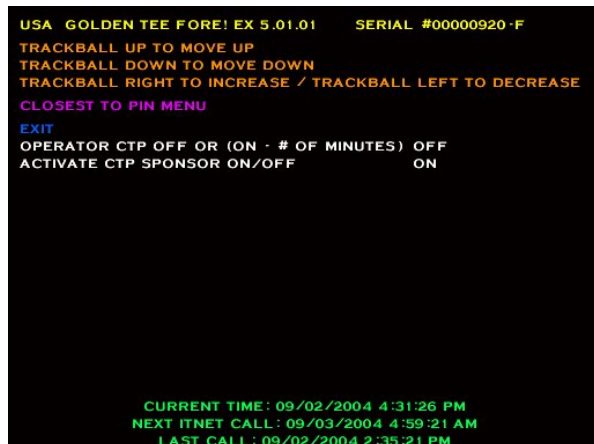 USA GOLDEN TEE FORE! EX 5.01.01 SERIAL #00000920-F
TRACKBALL UP TO MOVE UP
TRACKBALL DOWN TO MOVE DOWN
TRACKBALL RIGHT TO INCREASE / TRACKBALL LEFT TO DECREASE
CLOSEST TO PIN MENU
EXIT
OPERATOR CTP OFF OR (ON - # OF MINUTES) OFF
ACTIVATE CTP SPONSOR ON/OFF ON
CURRENT TIME: 09/02/2004 4:31:26 PM
NEXT ITNET CALL: 09/03/2004 4:59:21 AM
LAST CALL: 09/02/2004 2:35:21 PM